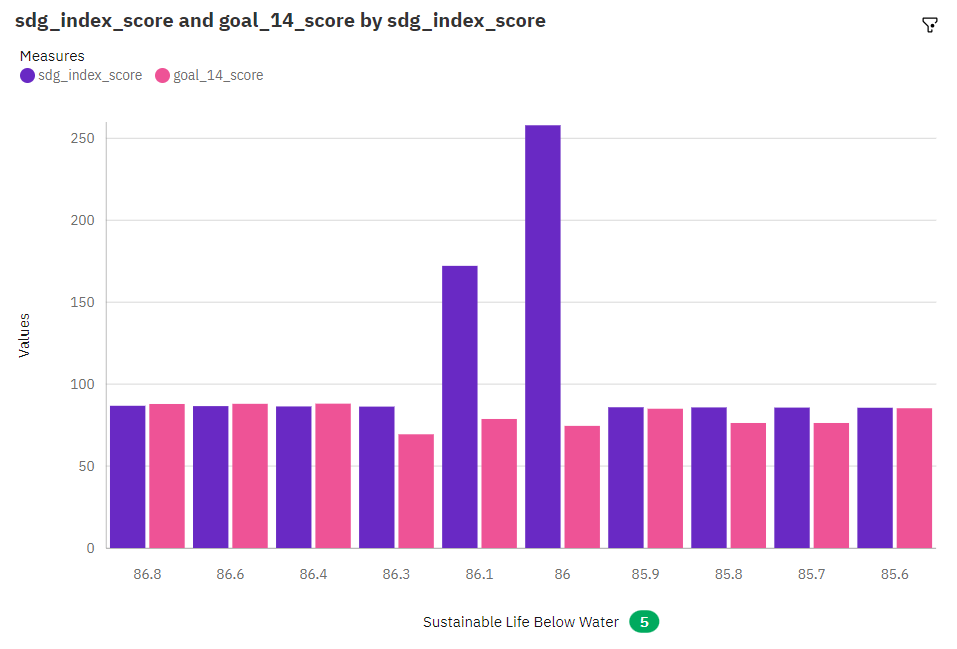 sdg_index_score and goal_14_score by sdg_index_score
Measures
sdg_index_score goal_14_score
Values
250
200
150
100
50
0
86.8 86.6 86.4 86.3 86.1 86 85.9 85.8 85.7 85.6
Sustainable Life Below Water 5